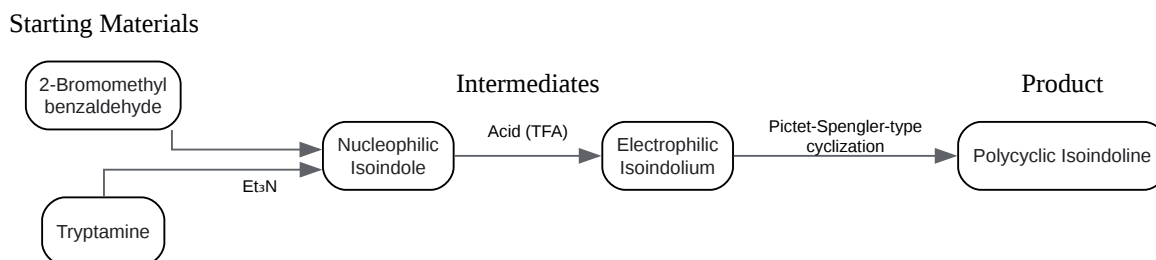 Starting Materials
2-Bromomethyl
benzaldehyde
Tryptamine
Et₃N
Intermediates
Nucleophilic
Isoindole
Acid (TFA)
Electrophilic
Isoindolium
Pictet-Spengler-type
cyclization
Product
Polycyclic Isoindoline